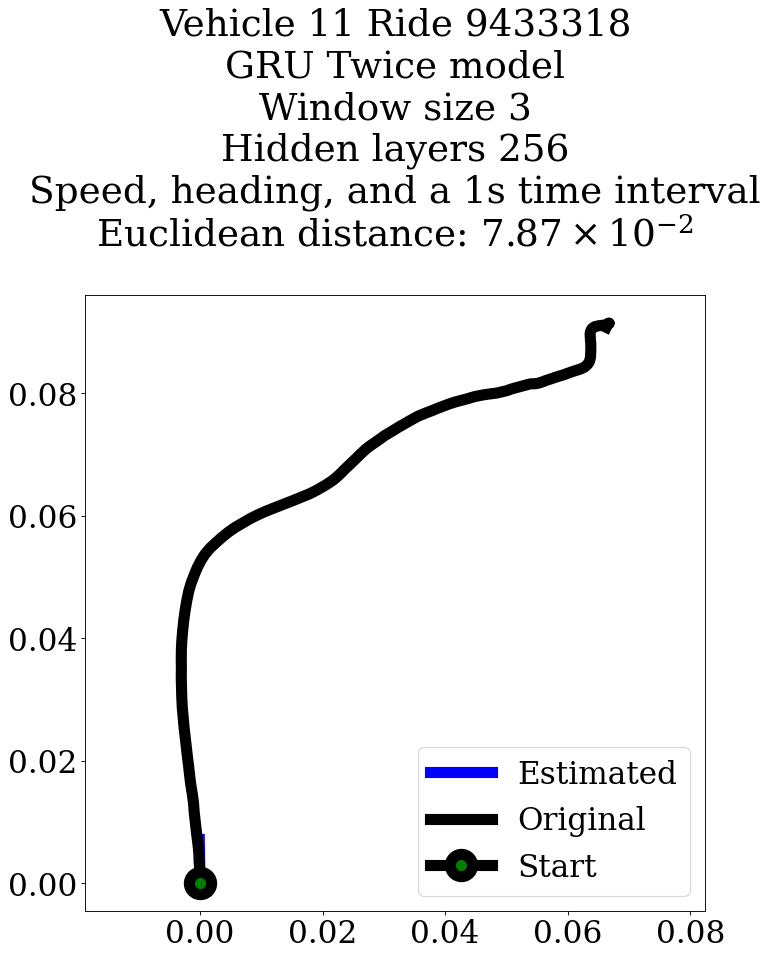 Vehicle 11 Ride 9433318
GRU Twice model
Window size 3
Hidden layers 256
Speed, heading, and a 1s time interval
Euclidean distance: 7.87 × 10⁻²
0.08
0.06
0.04
0.02
0.00
Estimated
Original
Start
0.00 0.02 0.04 0.06 0.08